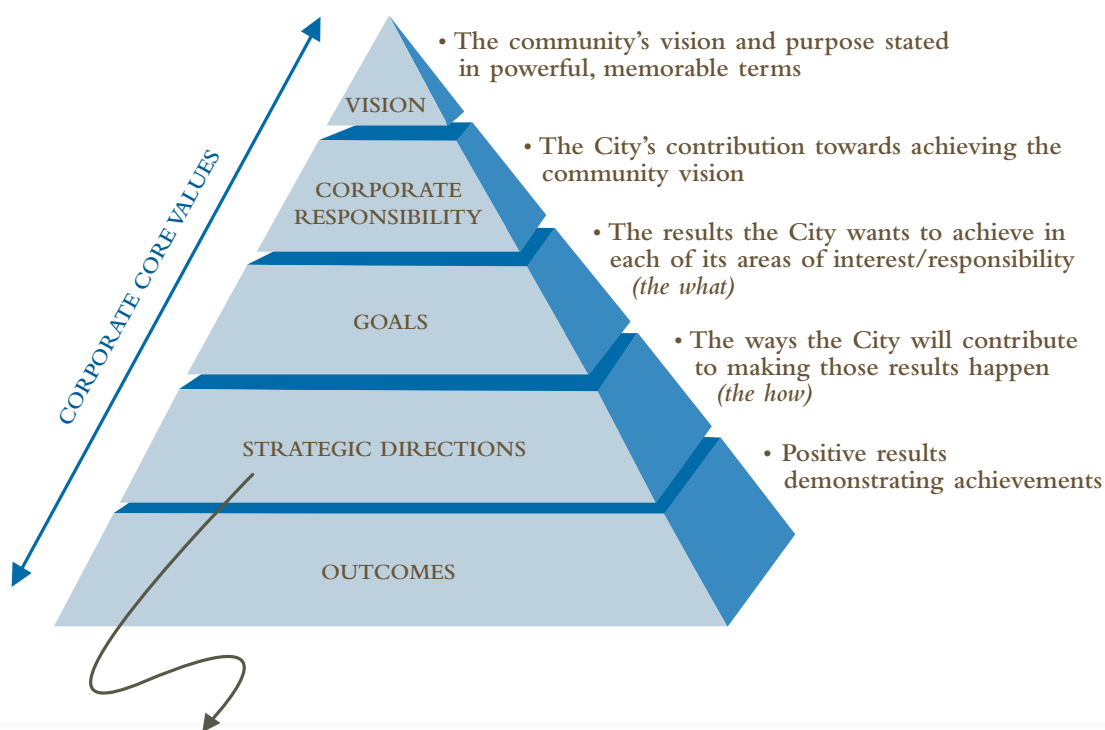 • The community’s vision and purpose stated
in powerful, memorable terms
VISION
• The City’s contribution towards achieving the
community vision
CORPORATE
RESPONSIBILITY
• The results the City wants to achieve in
each of its areas of interest/responsibility
(the what)
GOALS
• The ways the City will contribute
to making those results happen
(the how)
STRATEGIC DIRECTIONS
• Positive results
demonstrating achievements
OUTCOMES
CORPORATE CORE VALUES